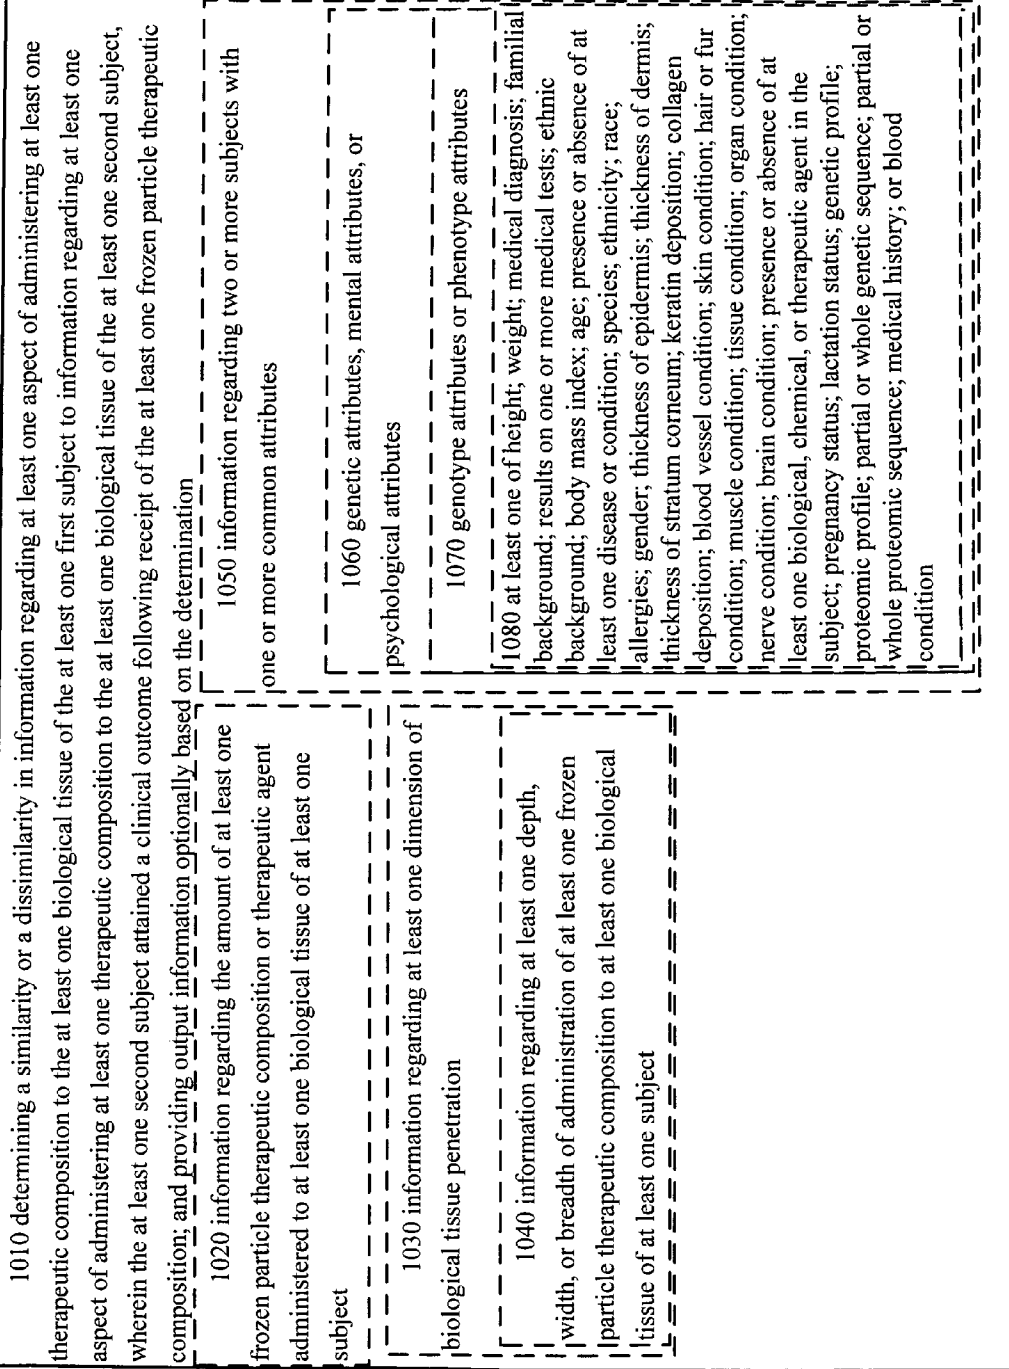 1010 determining a similarity or a dissimilarity in information regarding at least one aspect of administering at least one
therapeutic composition to the at least one biological tissue of the at least one first subject to information regarding at least one
aspect of administering at least one therapeutic composition to the at least one biological tissue of the at least one second subject,
wherein the at least one second subject attained a clinical outcome following receipt of the at least one frozen particle therapeutic
composition; and providing output information optionally based on the determination
1020 information regarding the amount of at least one
frozen particle therapeutic composition or therapeutic agent
administered to at least one biological tissue of at least one
subject
1030 information regarding at least one dimension of
biological tissue penetration
1040 information regarding at least one depth,
width, or breadth of administration of at least one frozen
particle therapeutic composition to at least one biological
tissue of at least one subject
1050 information regarding two or more subjects with
one or more common attributes
1060 genetic attributes, mental attributes, or
psychological attributes
1070 genotype attributes or phenotype attributes
1080 at least one of height; weight; medical diagnosis; familial
background; results on one or more medical tests; ethnic
background; body mass index; age; presence or absence of at
least one disease or condition; species; ethnicity; race;
allergies; gender; thickness of epidermis; thickness of dermis;
thickness of stratum corneum; keratin deposition; collagen
deposition; blood vessel condition; skin condition; hair or fur
condition; muscle condition; tissue condition; organ condition;
nerve condition; brain condition; presence or absence of at
least one biological, chemical, or therapeutic agent in the
subject; pregnancy status; lactation status; genetic profile;
proteomic profile; partial or whole genetic sequence; partial or
whole proteomic sequence; medical history; or blood
condition